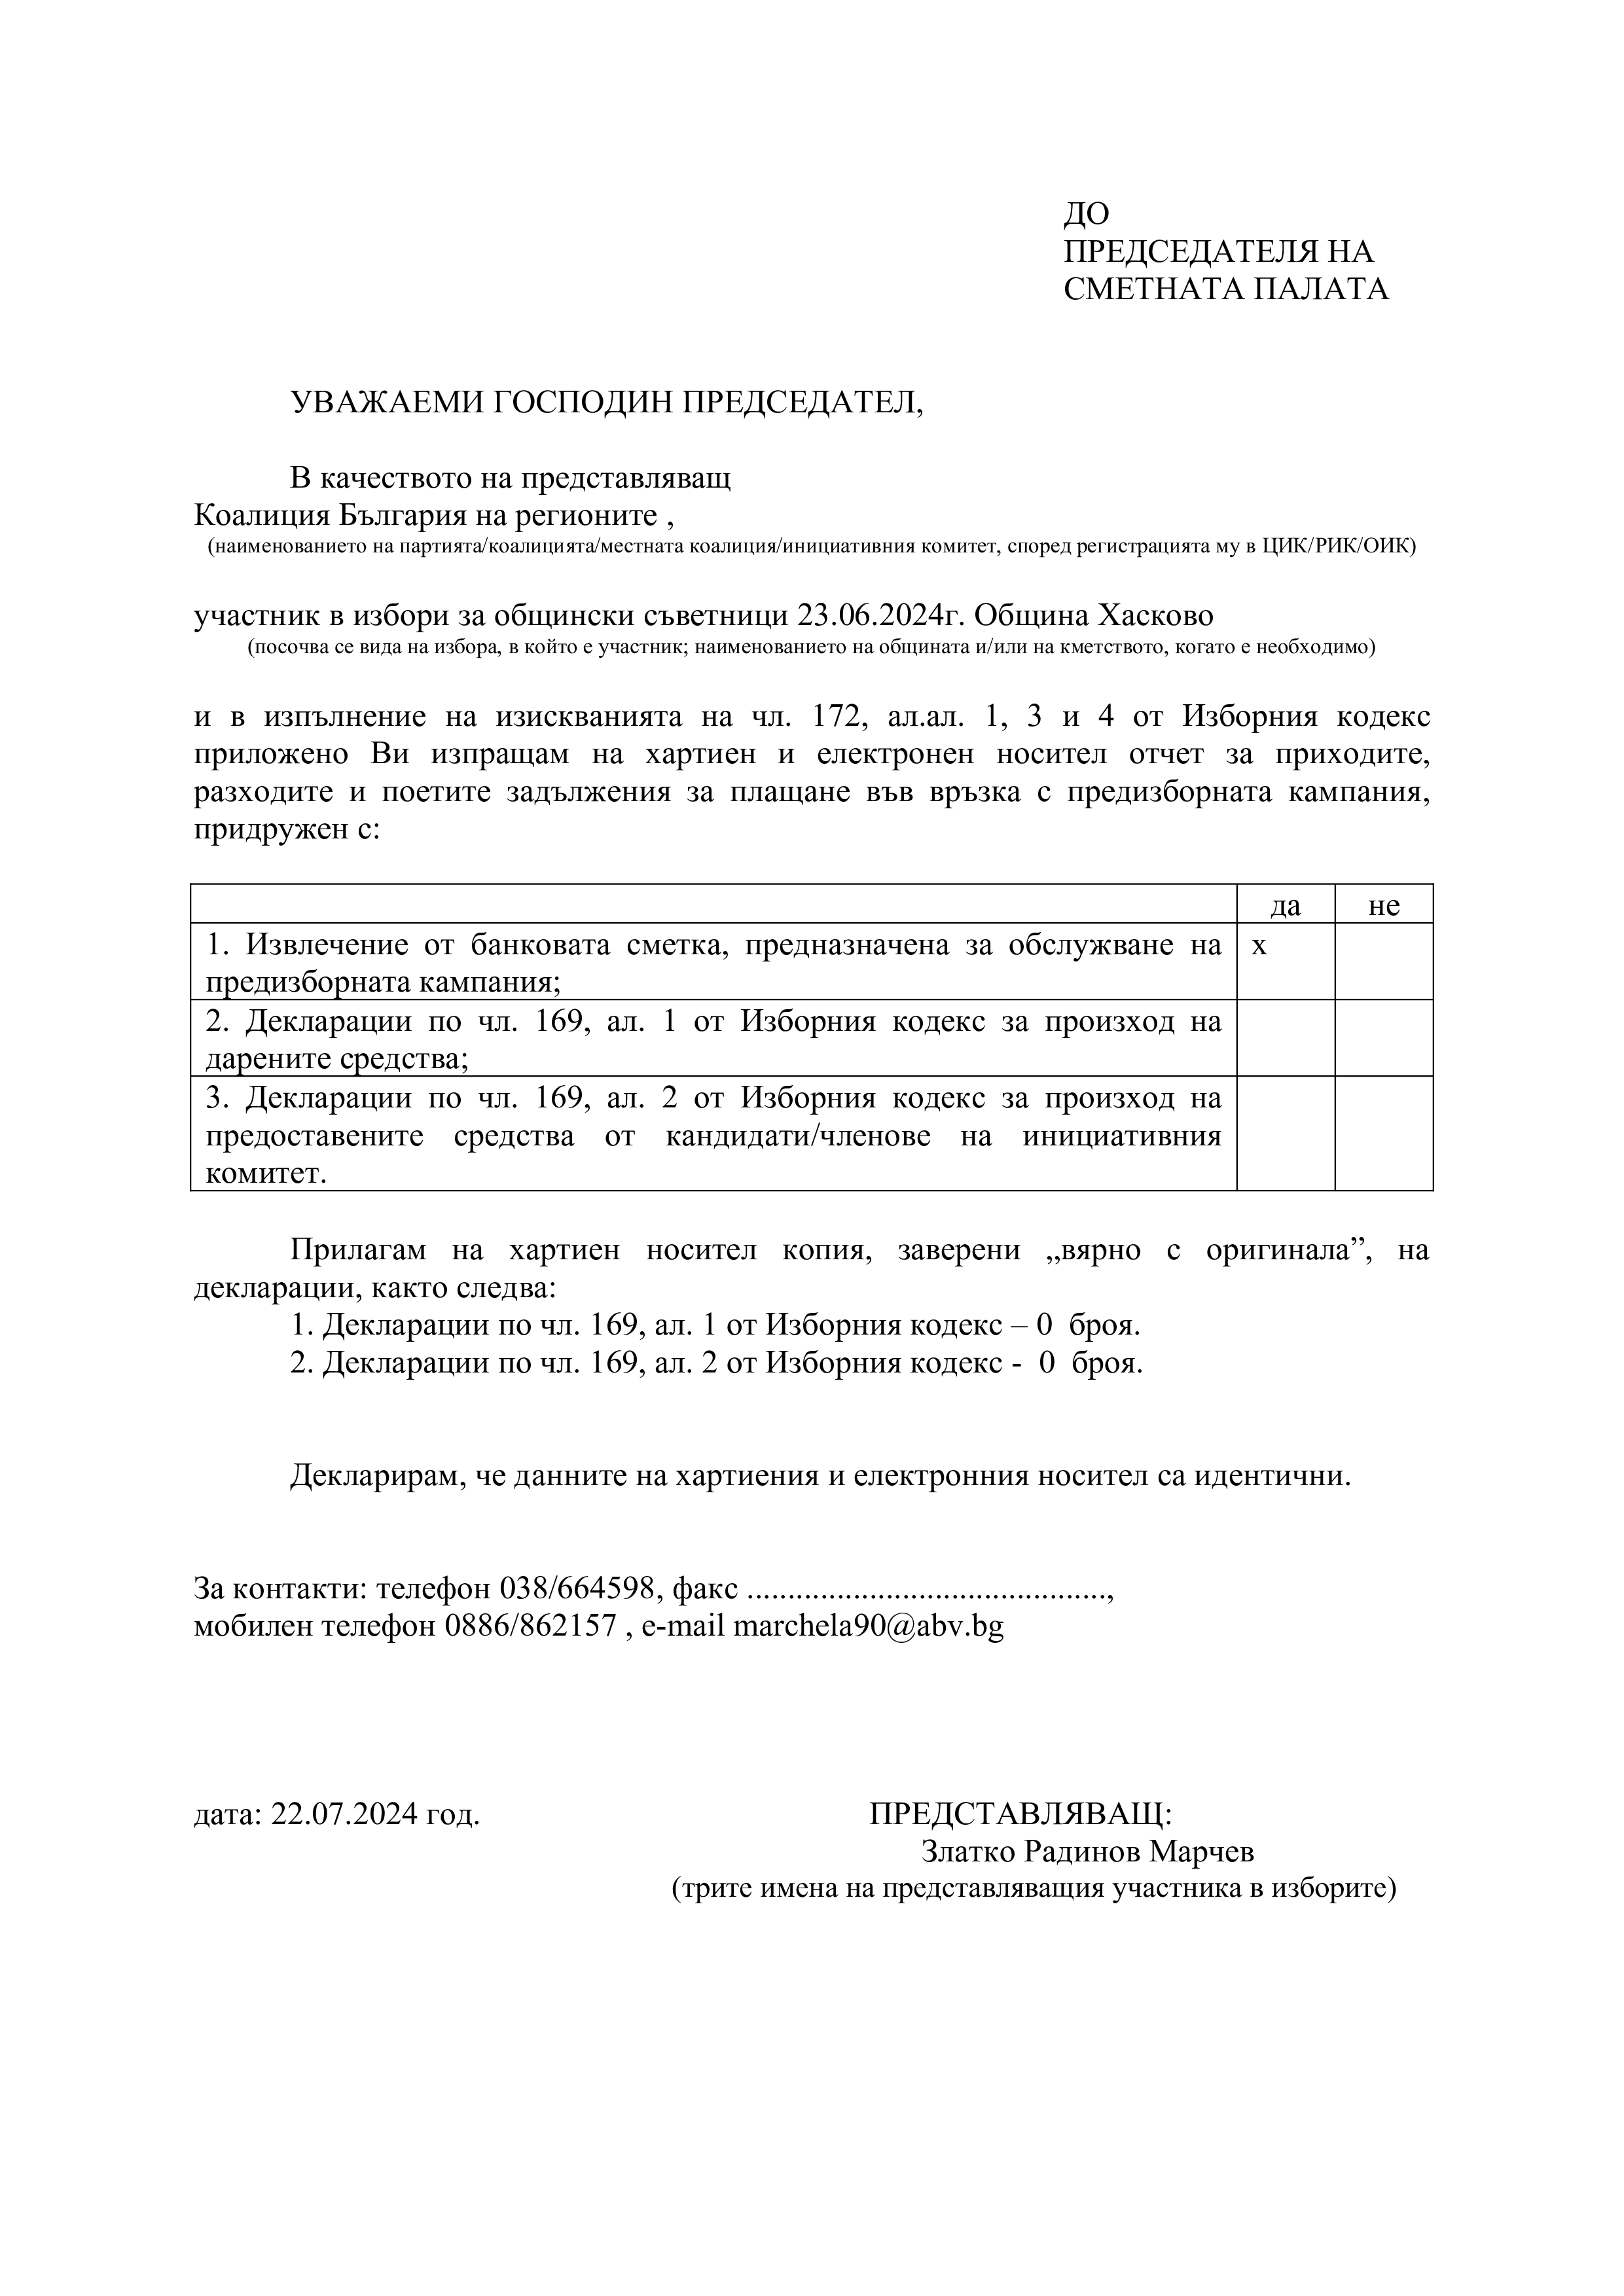 ДО
ПРЕДСЕДАТЕЛЯ НА
СМЕТНАТА ПАЛАТА
УВАЖАЕМИ ГОСПОДИН ПРЕДСЕДАТЕЛ,
В качеството на представляващ
Коалиция България на регионите ,
(наименованието на партията/коалицията/местната коалиция/инициативния комитет, според регистрацията му в ЦИК/РИК/ОИК)
участник в избори за общински съветници 23.06.2024г. Община Хасково
(посочва се вида на избора, в който е участник; наименованието на общината и/или на кметството, когато е необходимо)
и в изпълнение на изискванията на чл. 172, ал.ал. 1, 3 и 4 от Изборния кодекс
приложено Ви изпращам на хартиен и електронен носител отчет за приходите,
разходите и поетите задължения за плащане във връзка с предизборната кампания,
придружен с:
да не
1. Извлечение от банковата сметка, предназначена за обслужване на х
предизборната кампания;
2. Декларации по чл. 169, ал. 1 от Изборния кодекс за произход на
дарените средства;
3. Декларации по чл. 169, ал. 2 от Изборния кодекс за произход на
предоставените средства от кандидати/членове на инициативния
комитет.
Прилагам на хартиен носител копия, заверени „вярно с оригинала”, на
декларации, както следва:
1. Декларации по чл. 169, ал. 1 от Изборния кодекс – 0 броя.
2. Декларации по чл. 169, ал. 2 от Изборния кодекс - 0 броя.
Декларирам, че данните на хартиения и електронния носител са идентични.
За контакти: телефон 038/664598, факс ............................................,
мобилен телефон 0886/862157 , e-mail marchela90@abv.bg
дата: 22.07.2024 год. ПРЕДСТАВЛЯВАЩ:
Златко Радинов Марчев
(трите имена на представляващия участника в изборите)